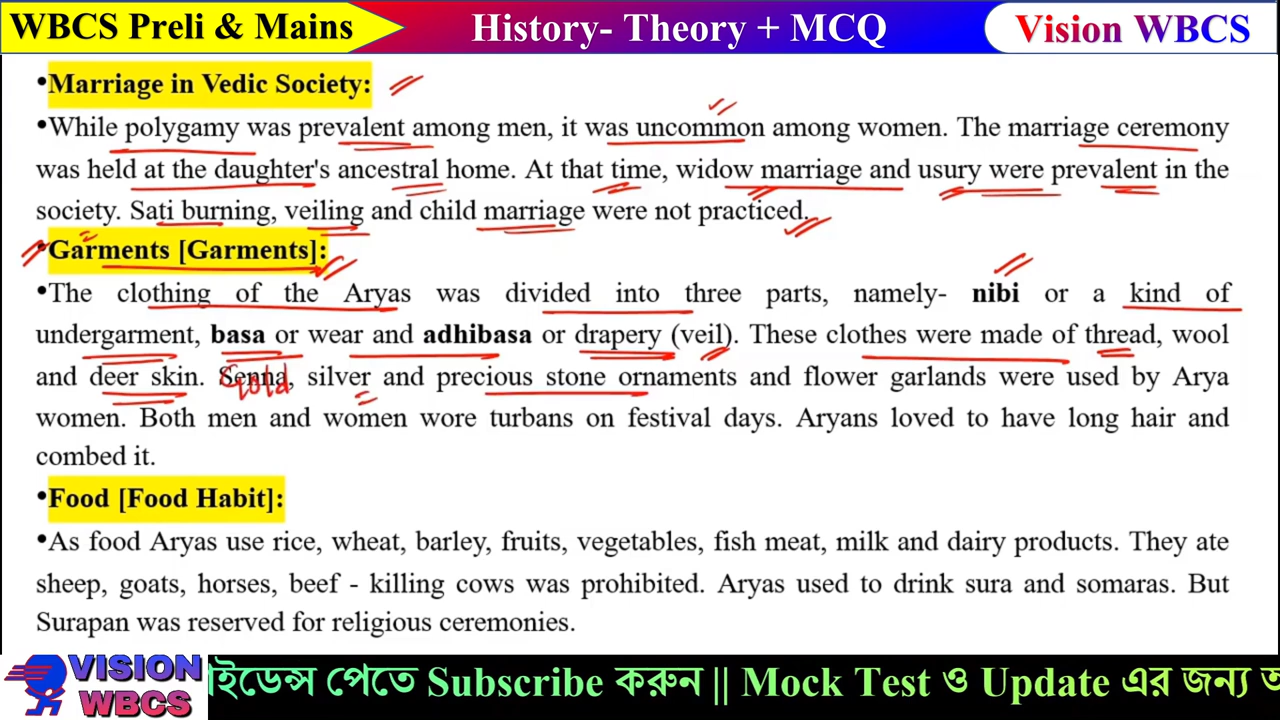 WBCS Preli & Mains
History- Theory + MCQ
Vision WBCS
•Marriage in Vedic Society:
•While polygamy was prevalent among men, it was uncommon among women. The marriage ceremony
was held at the daughter's ancestral home. At that time, widow marriage and usury were prevalent in the
society. Sati burning, veiling and child marriage were not practiced.
•Garments [Garments]:
•The clothing of the Aryas was divided into three parts, namely- nibi or a kind of
undergarment, basa or wear and adhibasa or drapery (veil). These clothes were made of thread, wool
and deer skin. Gold silver and precious stone ornaments and flower garlands were used by Arya
women. Both men and women wore turbans on festival days. Aryans loved to have long hair and
combed it.
•Food [Food Habit]:
•As food Aryas use rice, wheat, barley, fruits, vegetables, fish meat, milk and dairy products. They ate
sheep, goats, horses, beef - killing cows was prohibited. Aryas used to drink sura and somaras. But
Surapan was reserved for religious ceremonies.
VISION
WBCS
াইডেন্স পেতে Subscribe করুন || Mock Test ও Update এর জন্য